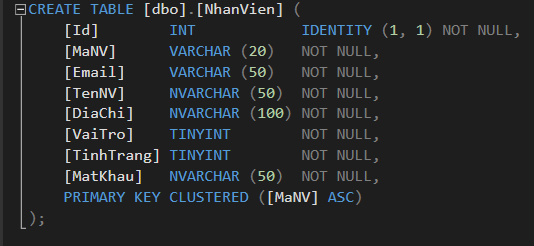 CREATE TABLE [dbo].[NhanVien] (
    [Id]        INT            IDENTITY (1, 1) NOT NULL,
    [MaNV]      VARCHAR (20)   NOT NULL,
    [Email]     VARCHAR (50)   NOT NULL,
    [TenNV]     NVARCHAR (50)  NOT NULL,
    [DiaChi]    NVARCHAR (100) NOT NULL,
    [VaiTro]    TINYINT        NOT NULL,
    [TinhTrang] TINYINT        NOT NULL,
    [MatKhau]   NVARCHAR (50)  NOT NULL,
    PRIMARY KEY CLUSTERED ([MaNV] ASC)
);